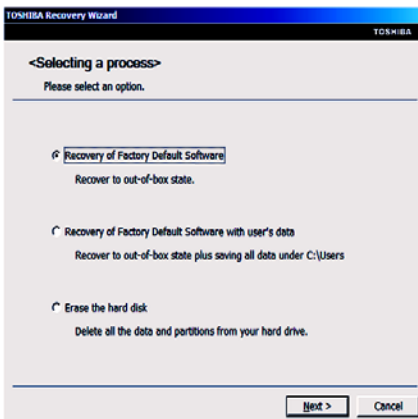 TOSHIBA Recovery Wizard
TOSHIBA
<Selecting a process>
Please select an option.
Recovery of Factory Default Software
Recover to out-of-box state.
Recovery of Factory Default Software with user's data
Recover to out-of-box state plus saving all data under C:\Users
Erase the hard disk
Delete all the data and partitions from your hard drive.
Next > Cancel